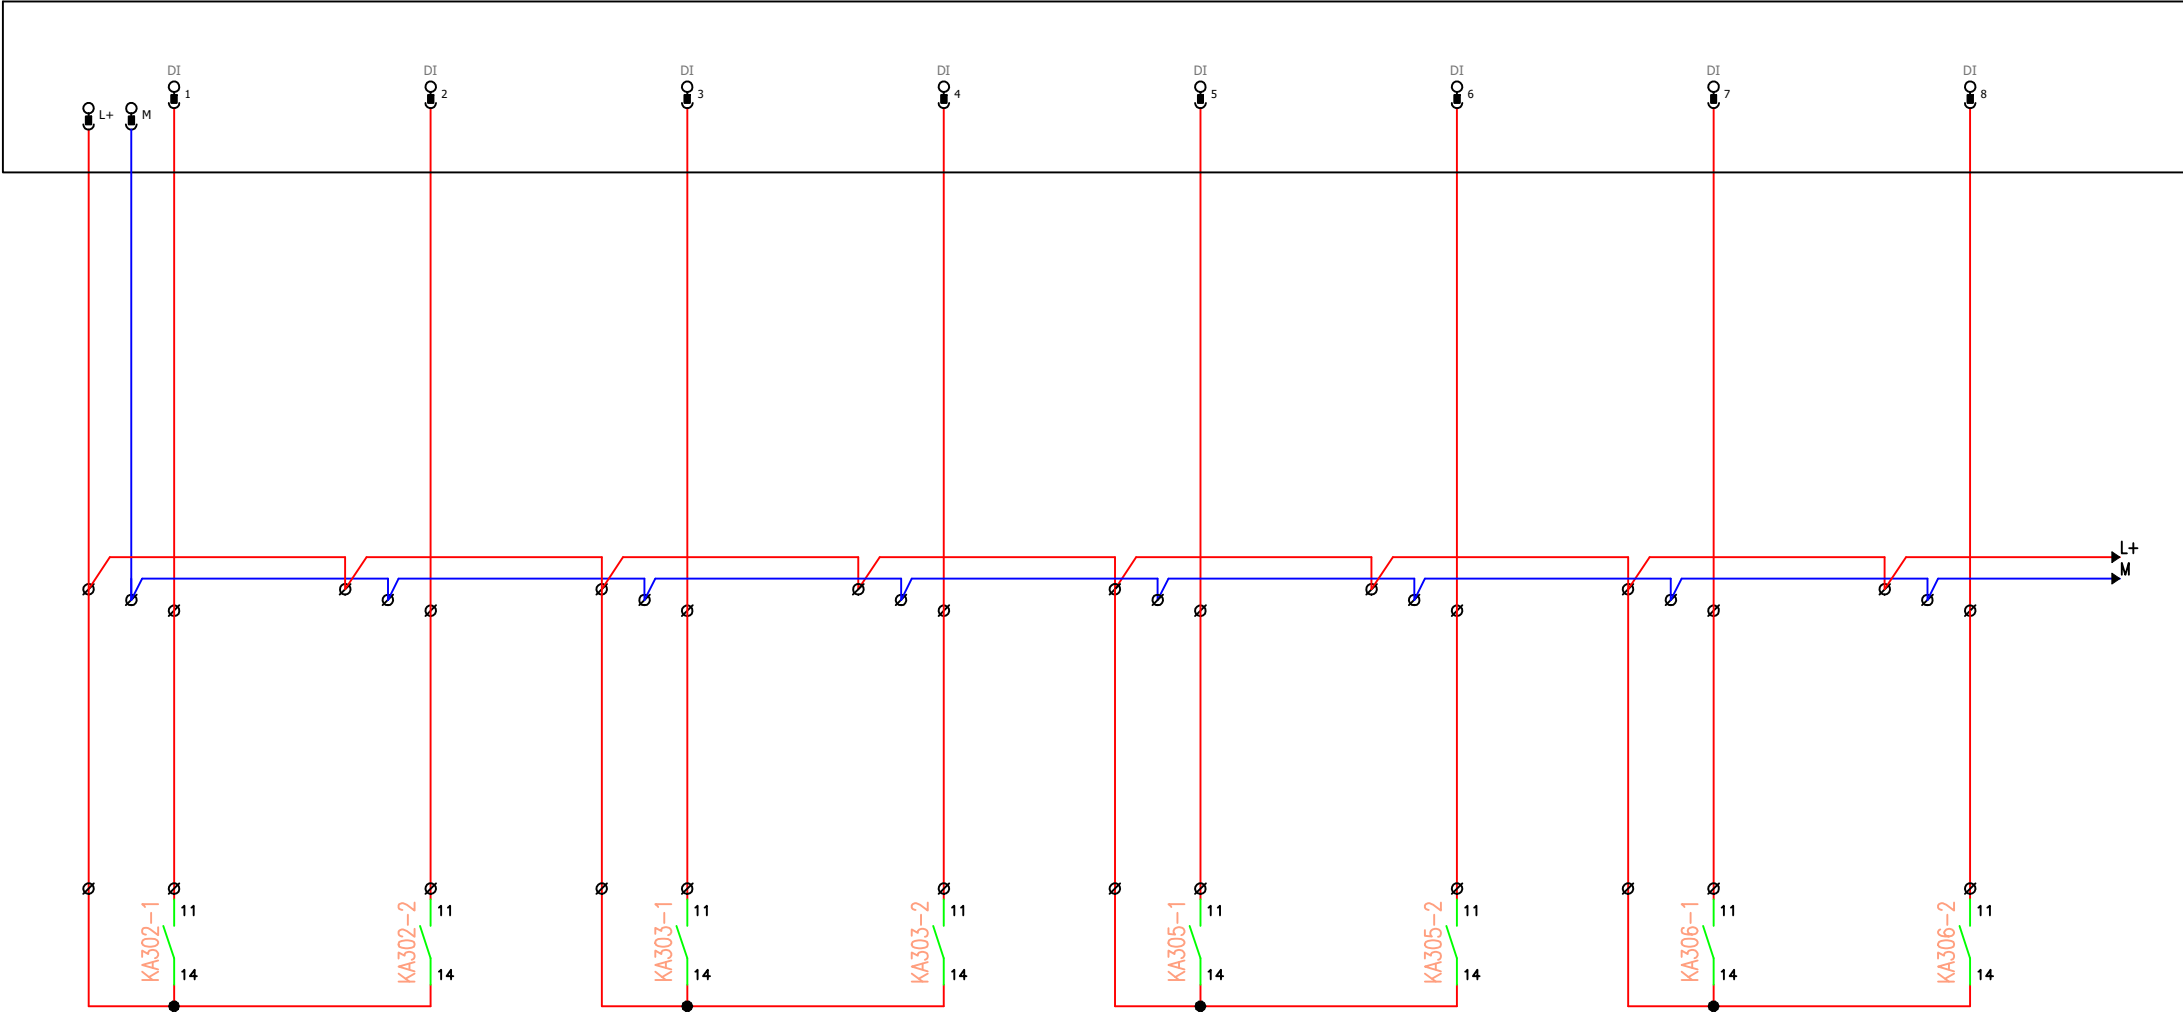 DI DI DI DI DI DI DI DI
1 2 3 4 5 6 7 8
L+ M
L+
M
KA302-1 11 14
KA302-2 11 14
KA303-1 11 14
KA303-2 11 14
KA305-1 11 14
KA305-2 11 14
KA306-1 11 14
KA306-2 11 14